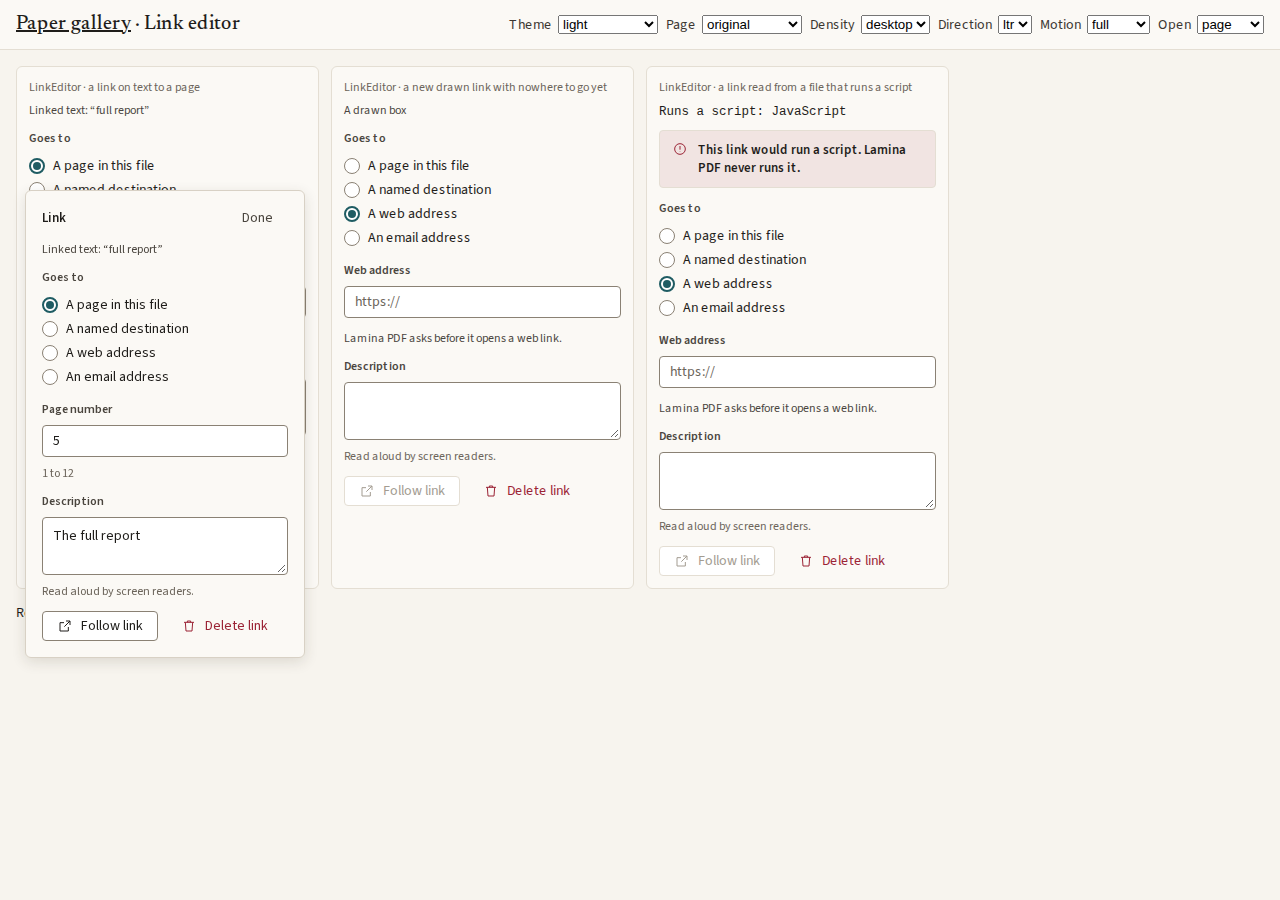 Paper gallery · Link editor
Theme light Page original Density desktop Direction ltr Motion full Open page
LinkEditor · a link on text to a page
Linked text: “full report”
Goes to
A page in this file
A named destination
Link Done
Linked text: “full report”
Goes to
A page in this file
A named destination
A web address
An email address
Page number
5
1 to 12
Description
The full report
Read aloud by screen readers.
Follow link Delete link
LinkEditor · a new drawn link with nowhere to go yet
A drawn box
Goes to
A page in this file
A named destination
A web address
An email address
Web address
https://
Lamina PDF asks before it opens a web link.
Description
Read aloud by screen readers.
Follow link Delete link
LinkEditor · a link read from a file that runs a script
Runs a script: JavaScript
This link would run a script. Lamina
PDF never runs it.
Goes to
A page in this file
A named destination
A web address
An email address
Web address
https://
Lamina PDF asks before it opens a web link.
Description
Read aloud by screen readers.
Follow link Delete link